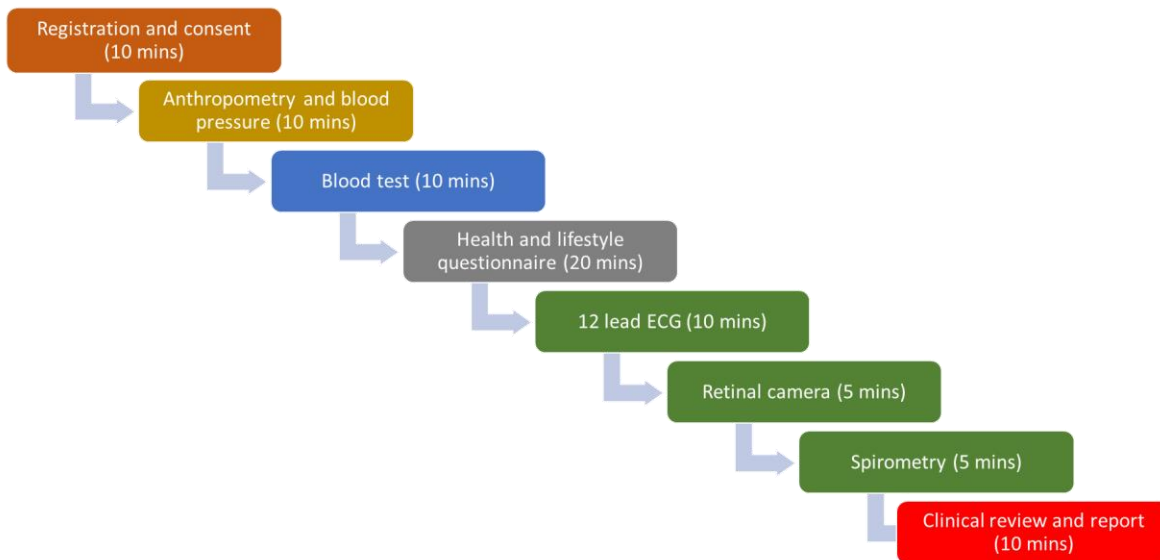 Registration and consent
(10 mins)
Anthropometry and blood
pressure (10 mins)
Blood test (10 mins)
Health and lifestyle
questionnaire (20 mins)
12 lead ECG (10 mins)
Retinal camera (5 mins)
Spirometry (5 mins)
Clinical review and report
(10 mins)